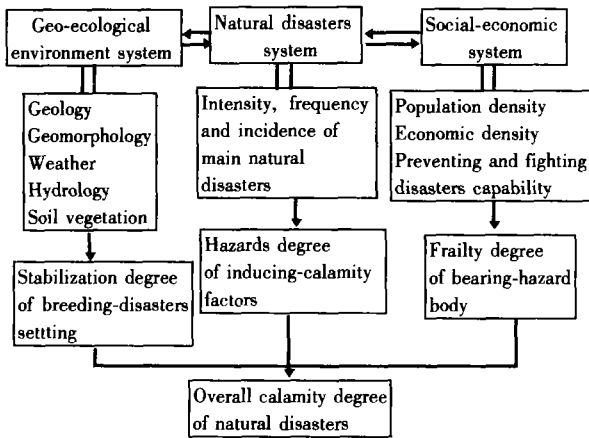 Geo-ecological
environment system
Natural disasters
system
Social-economic
system
Geology
Geomorphology
Weather
Hydrology
Soil vegetation
Intensity, frequency
and incidence of
main natural
disasters
Population density
Economic density
Preventing and fighting
disasters capability
Stabilization degree
of breeding-disasters
settting
Hazards degree
of inducing-calamity
factors
Frailty degree
of bearing-hazard
body
Overall calamity degree
of natural disasters